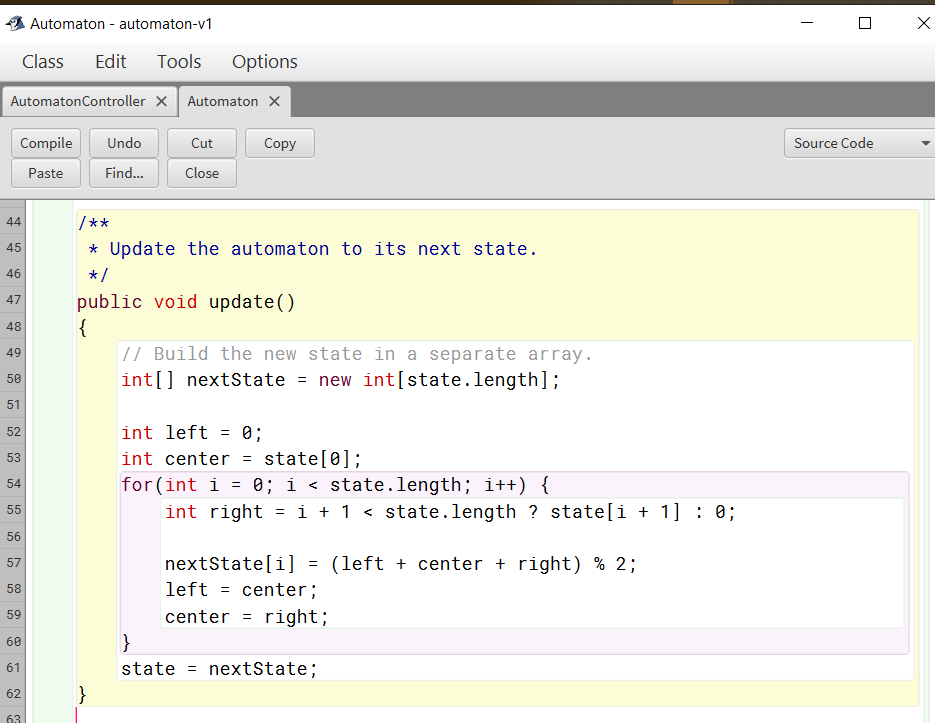 Automaton - automaton-v1
Class Edit Tools Options
AutomatonController Automaton
Compile Undo Cut Copy Source Code
Paste Find... Close
44 /**
45 * Update the automaton to its next state.
46 */
47 public void update()
48 {
49 // Build the new state in a separate array.
50 int[] nextState = new int[state.length];
51
52 int left = 0;
53 int center = state[0];
54 for(int i = 0; i < state.length; i++) {
55 int right = i + 1 < state.length ? state[i + 1] : 0;
56
57 nextState[i] = (left + center + right) % 2;
58 left = center;
59 center = right;
60 }
61 state = nextState;
62 }
63